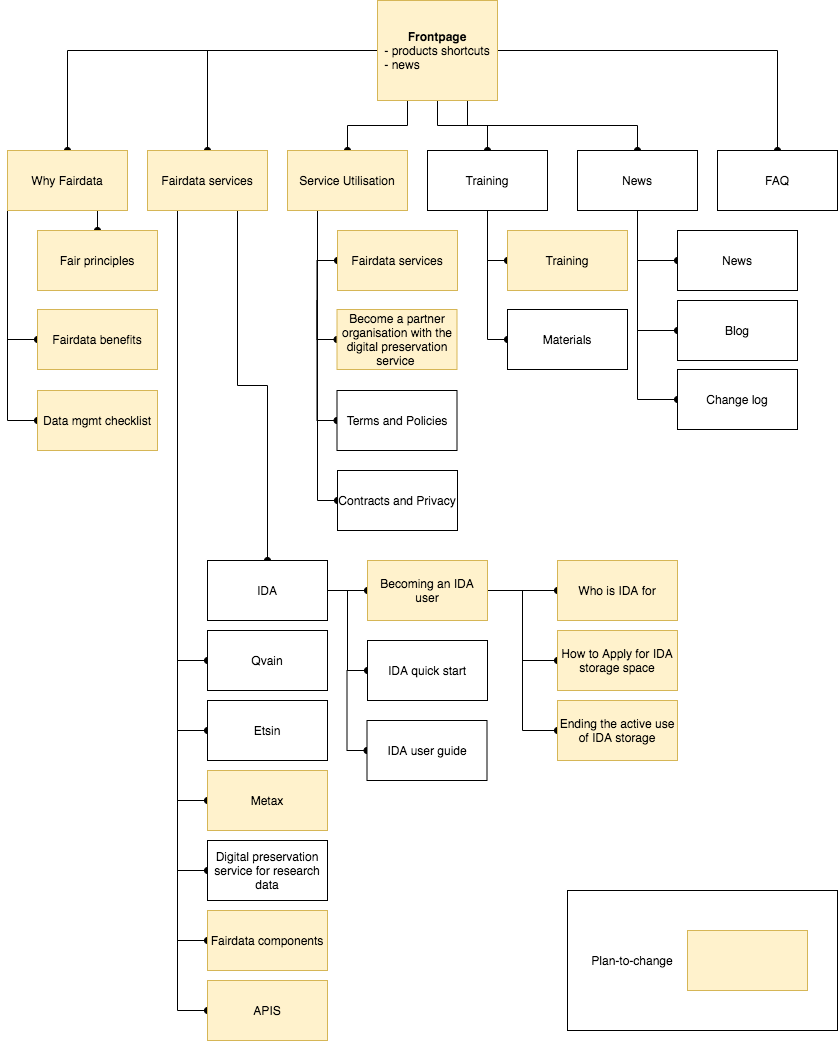 Frontpage
- products shortcuts
- news
Why Fairdata
Fairdata services
Service Utilisation
Training
News
FAQ
Fair principles
Fairdata services
Training
News
Fairdata benefits
Become a partner
organisation with the
digital preservation
service
Materials
Blog
Data mgmt checklist
Terms and Policies
Change log
Contracts and Privacy
IDA
Becoming an IDA
user
Who is IDA for
Qvain
IDA quick start
How to Apply for IDA
storage space
Etsin
IDA user guide
Ending the active use
of IDA storage
Metax
Digital preservation
service for research
data
Fairdata components
APIS
Plan-to-change